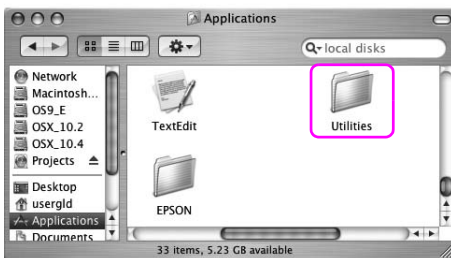 Applications
local disks
Network
Macintosh...
OS9_E
OSX_10.2
OSX_10.4
Projects
Desktop
usergld
Applications
Documents
TextEdit
Utilities
EPSON
33 items, 5.23 GB available